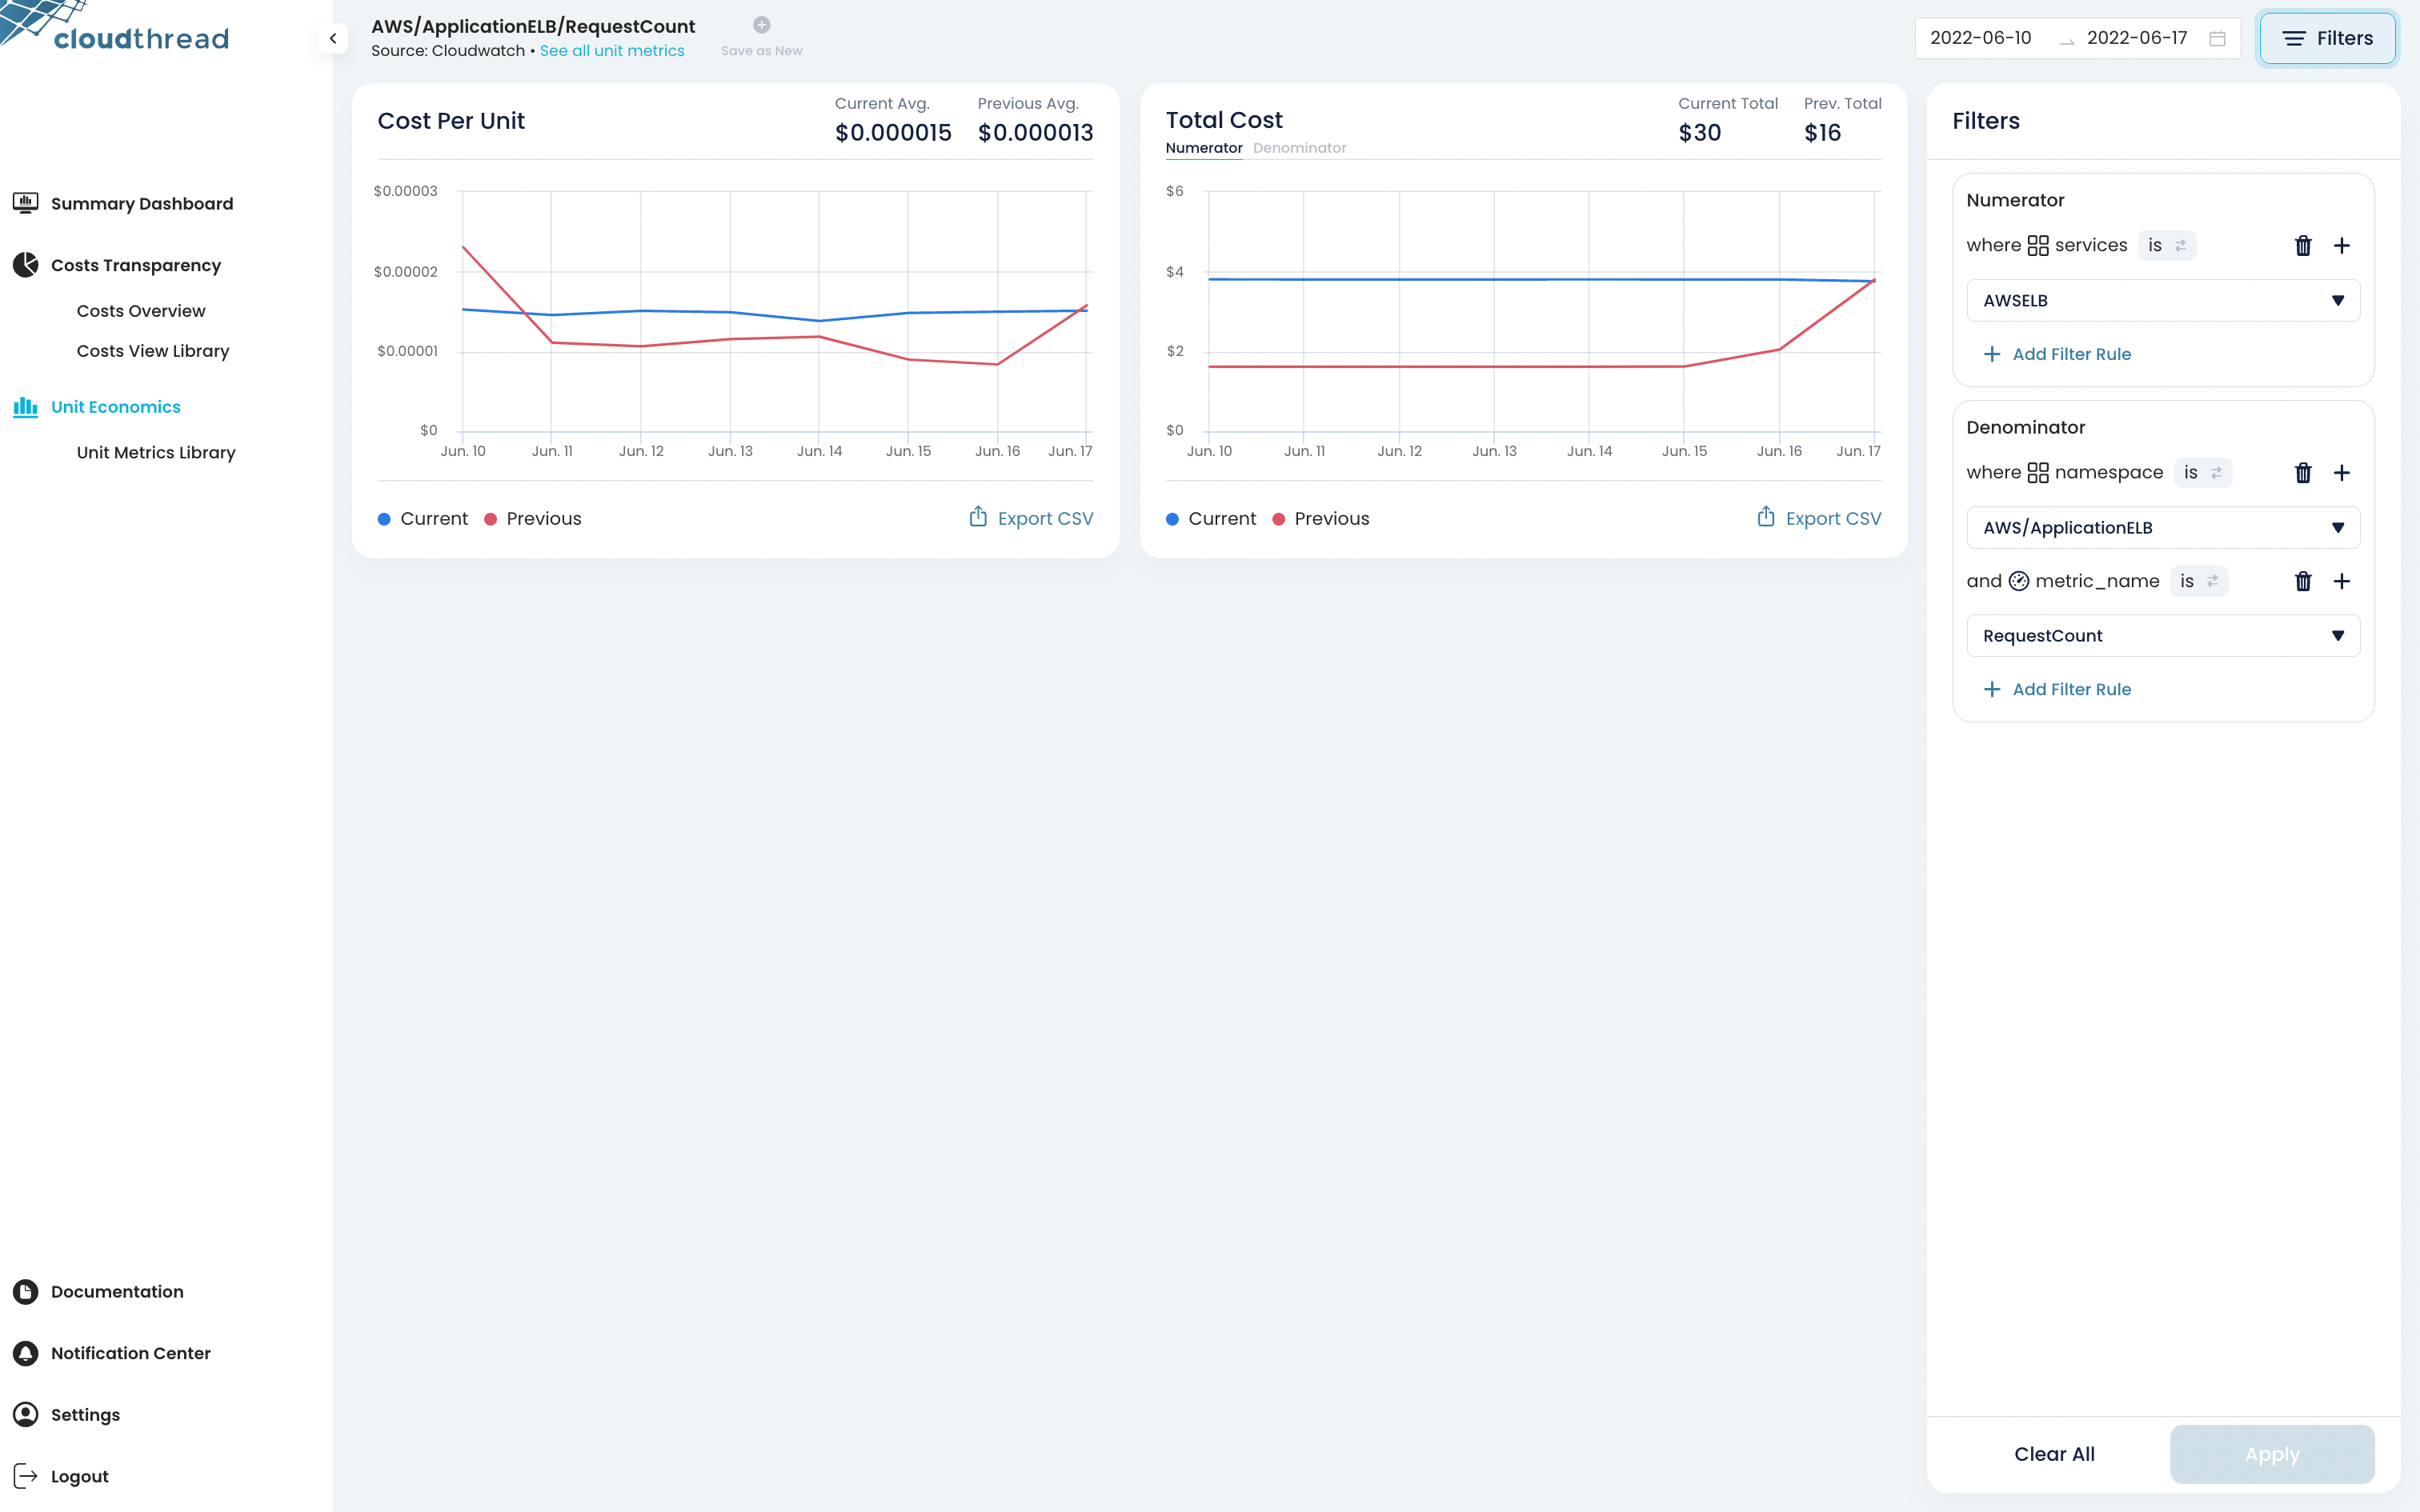 cloudthread
Summary Dashboard
Costs Transparency
Costs Overview
Costs View Library
Unit Economics
Unit Metrics Library
Documentation
Notification Center
Settings
Logout
AWS/ApplicationELB/RequestCount
Source: Cloudwatch • See all unit metrics
Save as New
2022-06-10 2022-06-17
Filters
Cost Per Unit
Current Avg. Previous Avg.
$0.000015 $0.000013
$0.00003
$0.00002
$0.00001
$0
Jun. 10 Jun. 11 Jun. 12 Jun. 13 Jun. 14 Jun. 15 Jun. 16 Jun. 17
Current Previous Export CSV
Total Cost
Numerator Denominator
Current Total Prev. Total
$30 $16
$6
$4
$2
$0
Jun. 10 Jun. 11 Jun. 12 Jun. 13 Jun. 14 Jun. 15 Jun. 16 Jun. 17
Current Previous Export CSV
Filters
Numerator
where services is
AWSELB
Add Filter Rule
Denominator
where namespace is
AWS/ApplicationELB
and metric_name is
RequestCount
Add Filter Rule
Clear All Apply